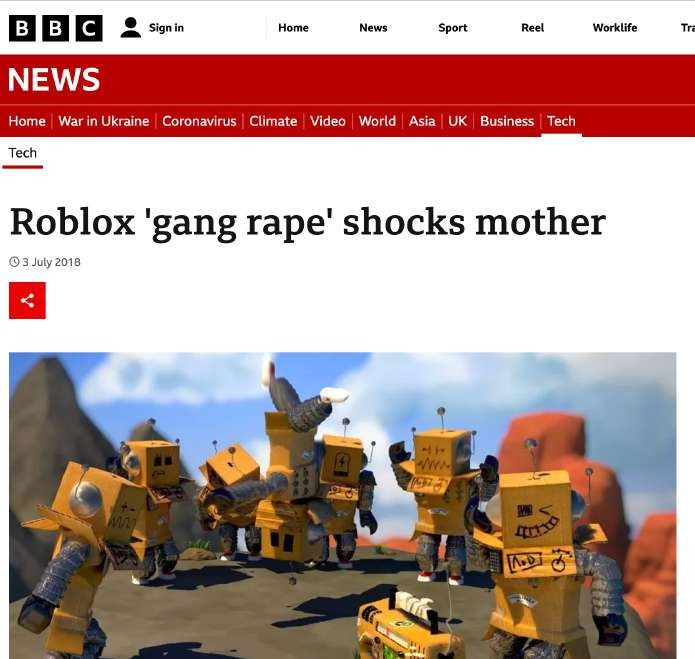 BBC Sign in Home News Sport Reel Worklife Tra
NEWS
Home War in Ukraine Coronavirus Climate Video World Asia UK Business Tech
Tech
Roblox 'gang rape' shocks mother
3 July 2018